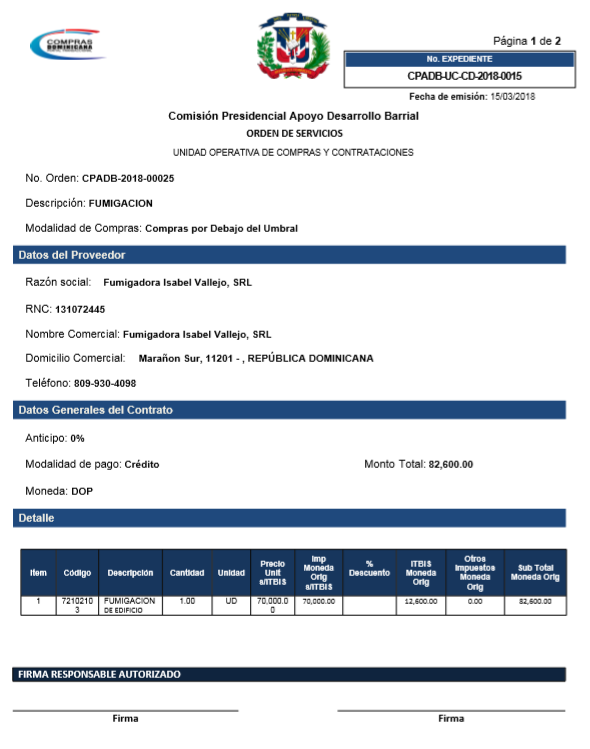 COMPRAS
DOMINICANA
Página 1 de 2
No. EXPEDIENTE
CPADB-UC-CD-2018-0015
Fecha de emisión: 15/03/2018
Comisión Presidencial Apoyo Desarrollo Barrial
ORDEN DE SERVICIOS
UNIDAD OPERATIVA DE COMPRAS Y CONTRATACIONES
No. Orden: CPADB-2018-00025
Descripción: FUMIGACION
Modalidad de Compras: Compras por Debajo del Umbral
Datos del Proveedor
Razón social: Fumigadora Isabel Vallejo, SRL
RNC: 131072445
Nombre Comercial: Fumigadora Isabel Vallejo, SRL
Domicilio Comercial: Marañon Sur, 11201 - , REPÚBLICA DOMINICANA
Teléfono: 809-930-4098
Datos Generales del Contrato
Anticipo: 0%
Modalidad de pago: Crédito Monto Total: 82,600.00
Moneda: DOP
Detalle
Item Código Descripción Cantidad Unidad Precio Unit s/ITBIS Imp Moneda Orig s/ITBIS % Descuento ITBIS Moneda Orig Otros Impuestos Moneda Orig Sub Total Moneda Orig
1 72102103 FUMIGACION DE EDIFICIO 1.00 UD 70,000.00 70,000.00 12,600.00 0.00 82,600.00
FIRMA RESPONSABLE AUTORIZADO
Firma Firma